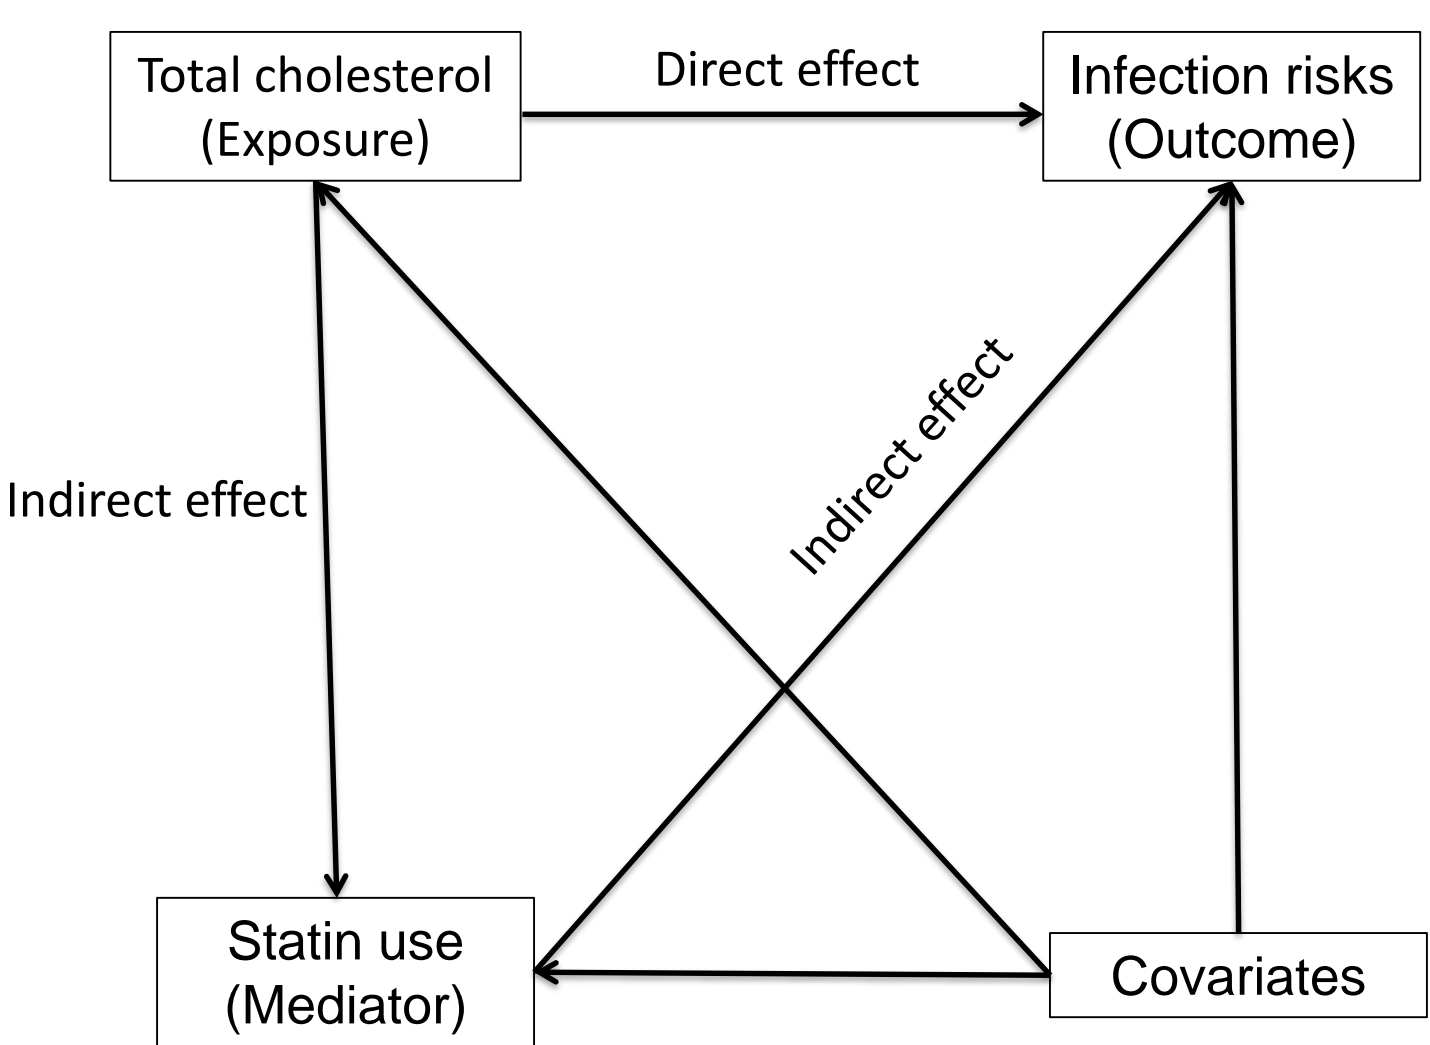 Total cholesterol
(Exposure)
Direct effect
Infection risks
(Outcome)
Indirect effect
Indirect effect
Statin use
(Mediator)
Covariates